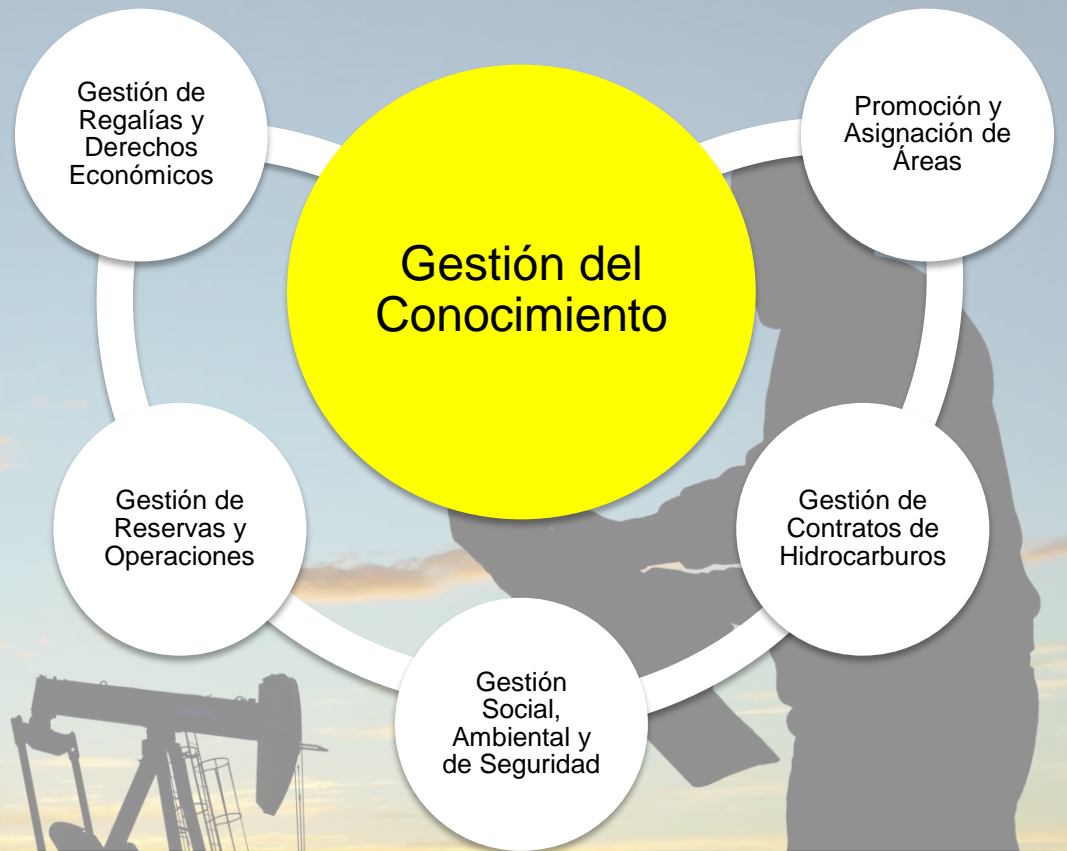 Gestión del
Conocimiento
Promoción y
Asignación de
Áreas
Gestión de
Contratos de
Hidrocarburos
Gestión
Social,
Ambiental y
de Seguridad
Gestión de
Reservas y
Operaciones
Gestión de
Regalías y
Derechos
Económicos